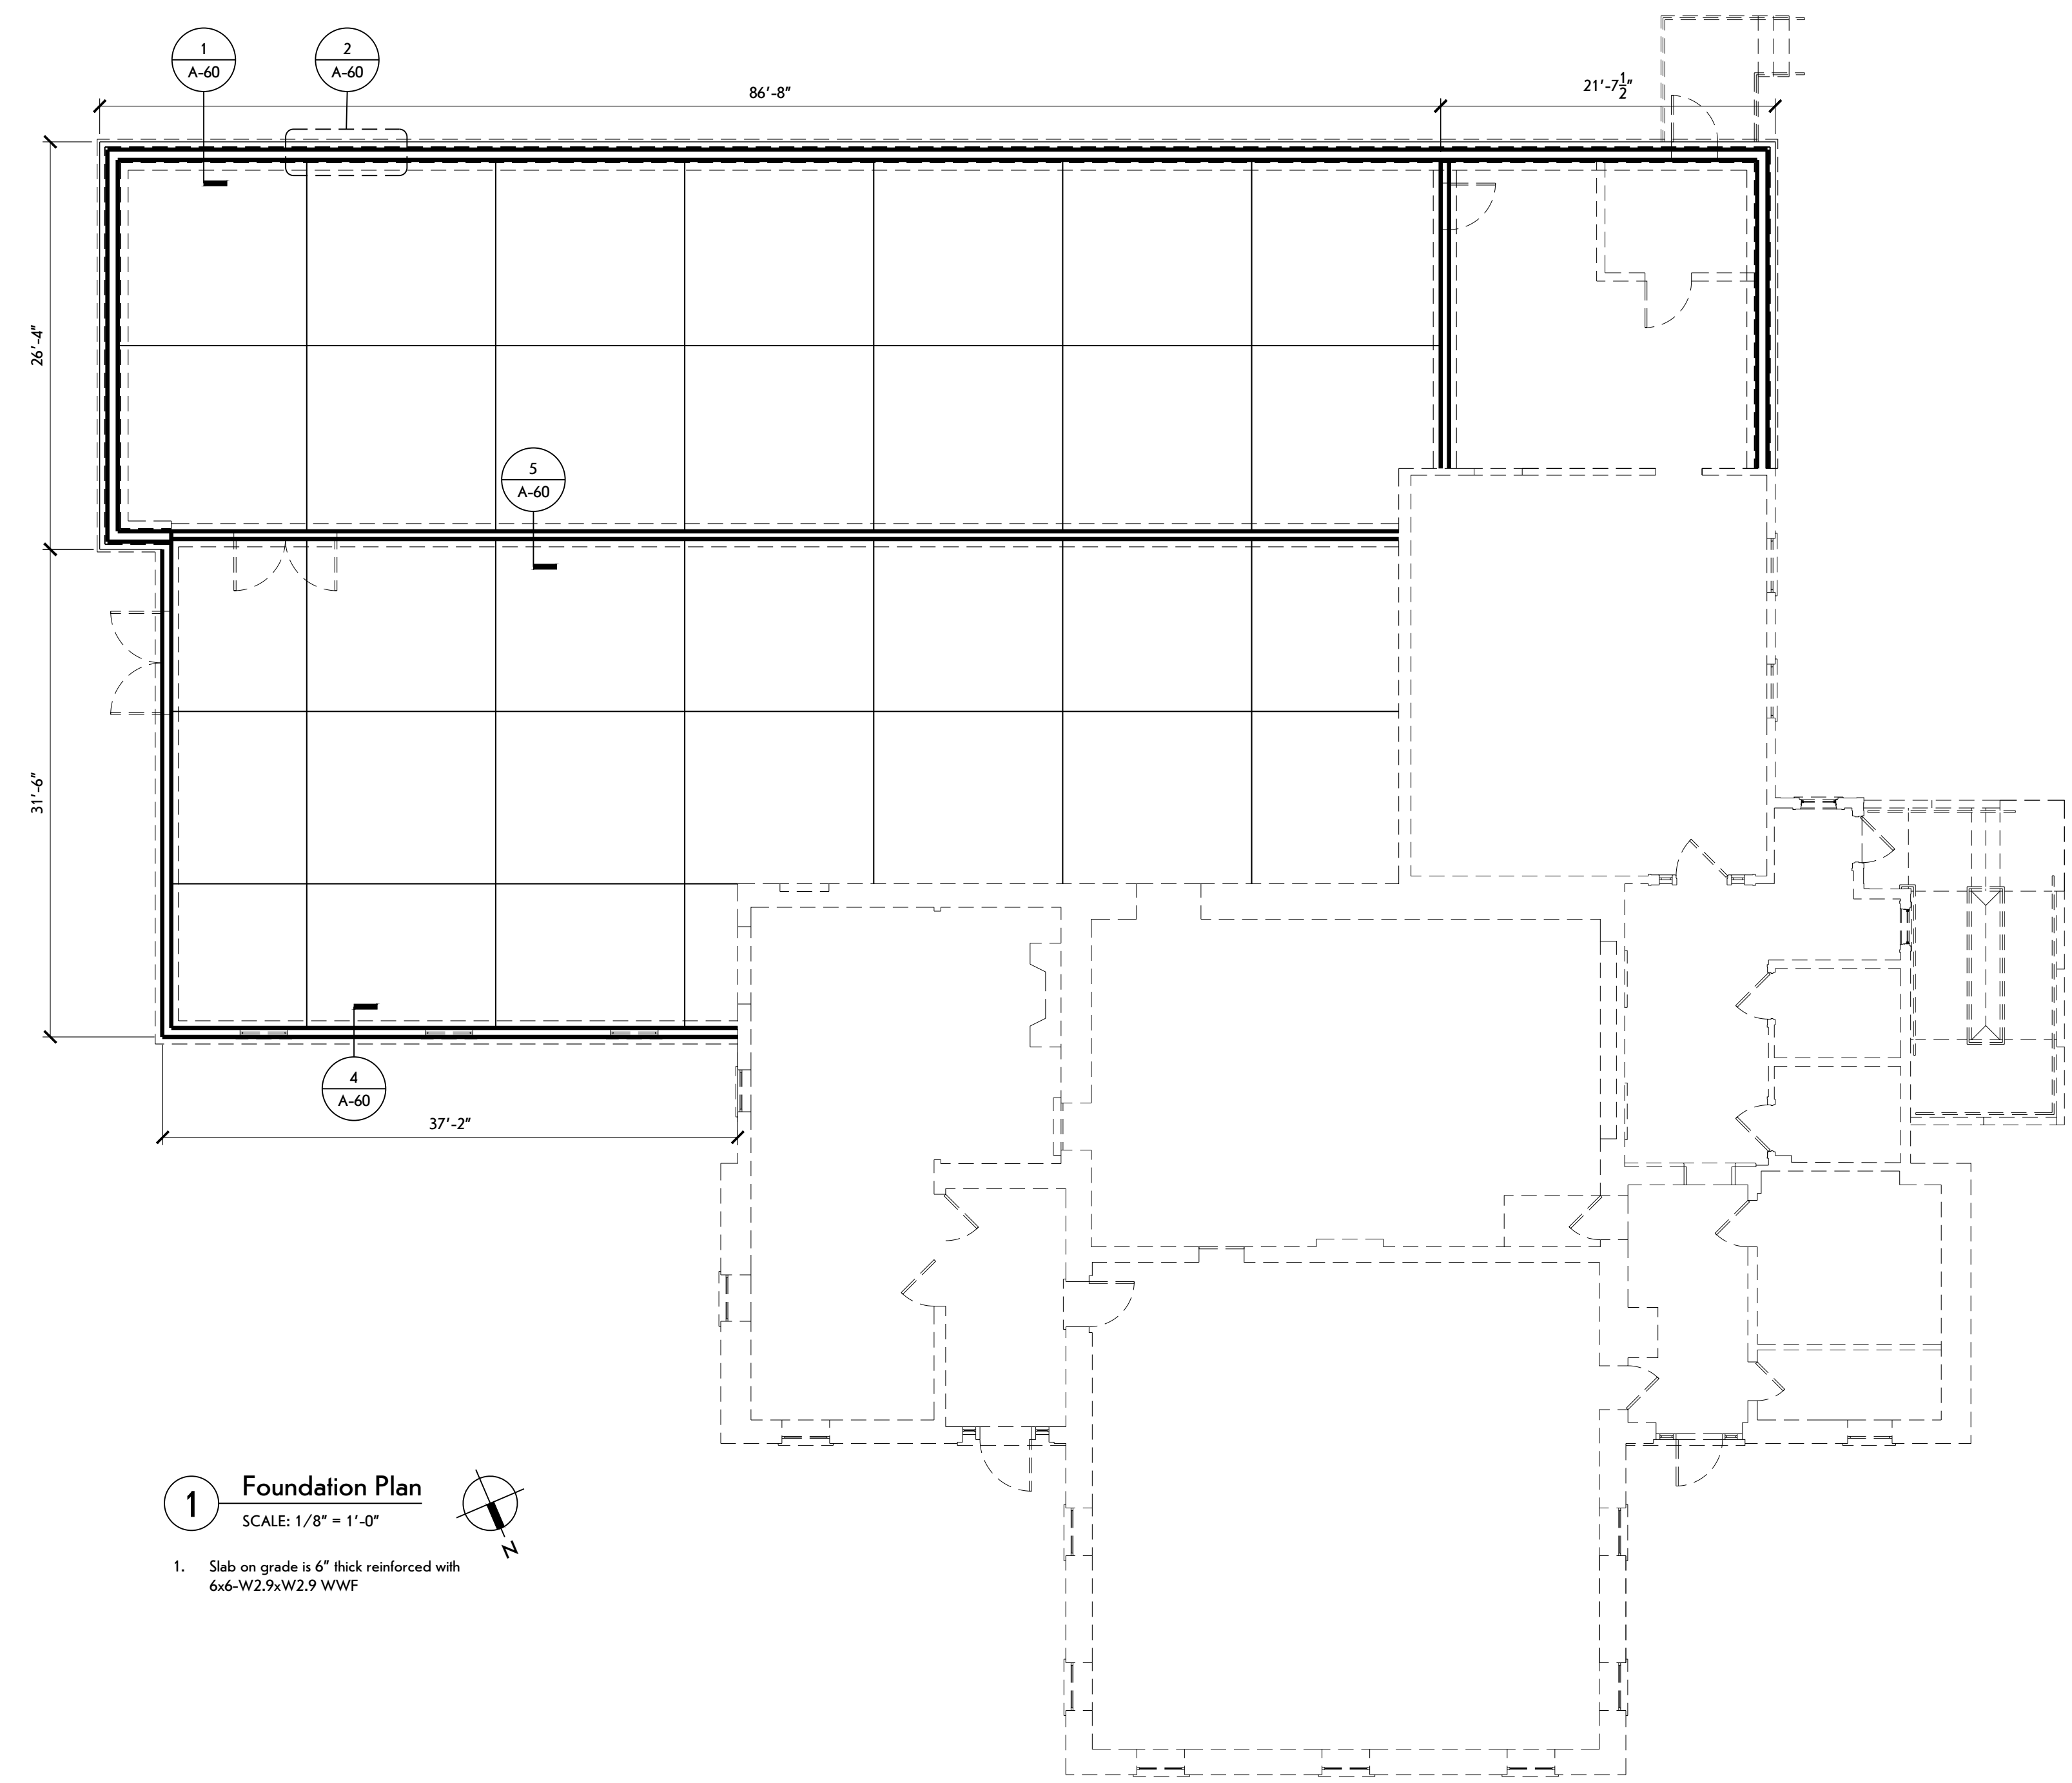 1
A-60
2
A-60
86'-8"
21'-7 1/2"
26'-4"
5
A-60
31'-6"
4
A-60
37'-2"
1
Foundation Plan
SCALE: 1/8" = 1'-0"
N
1. Slab on grade is 6" thick reinforced with
6x6-W2.9xW2.9 WWF